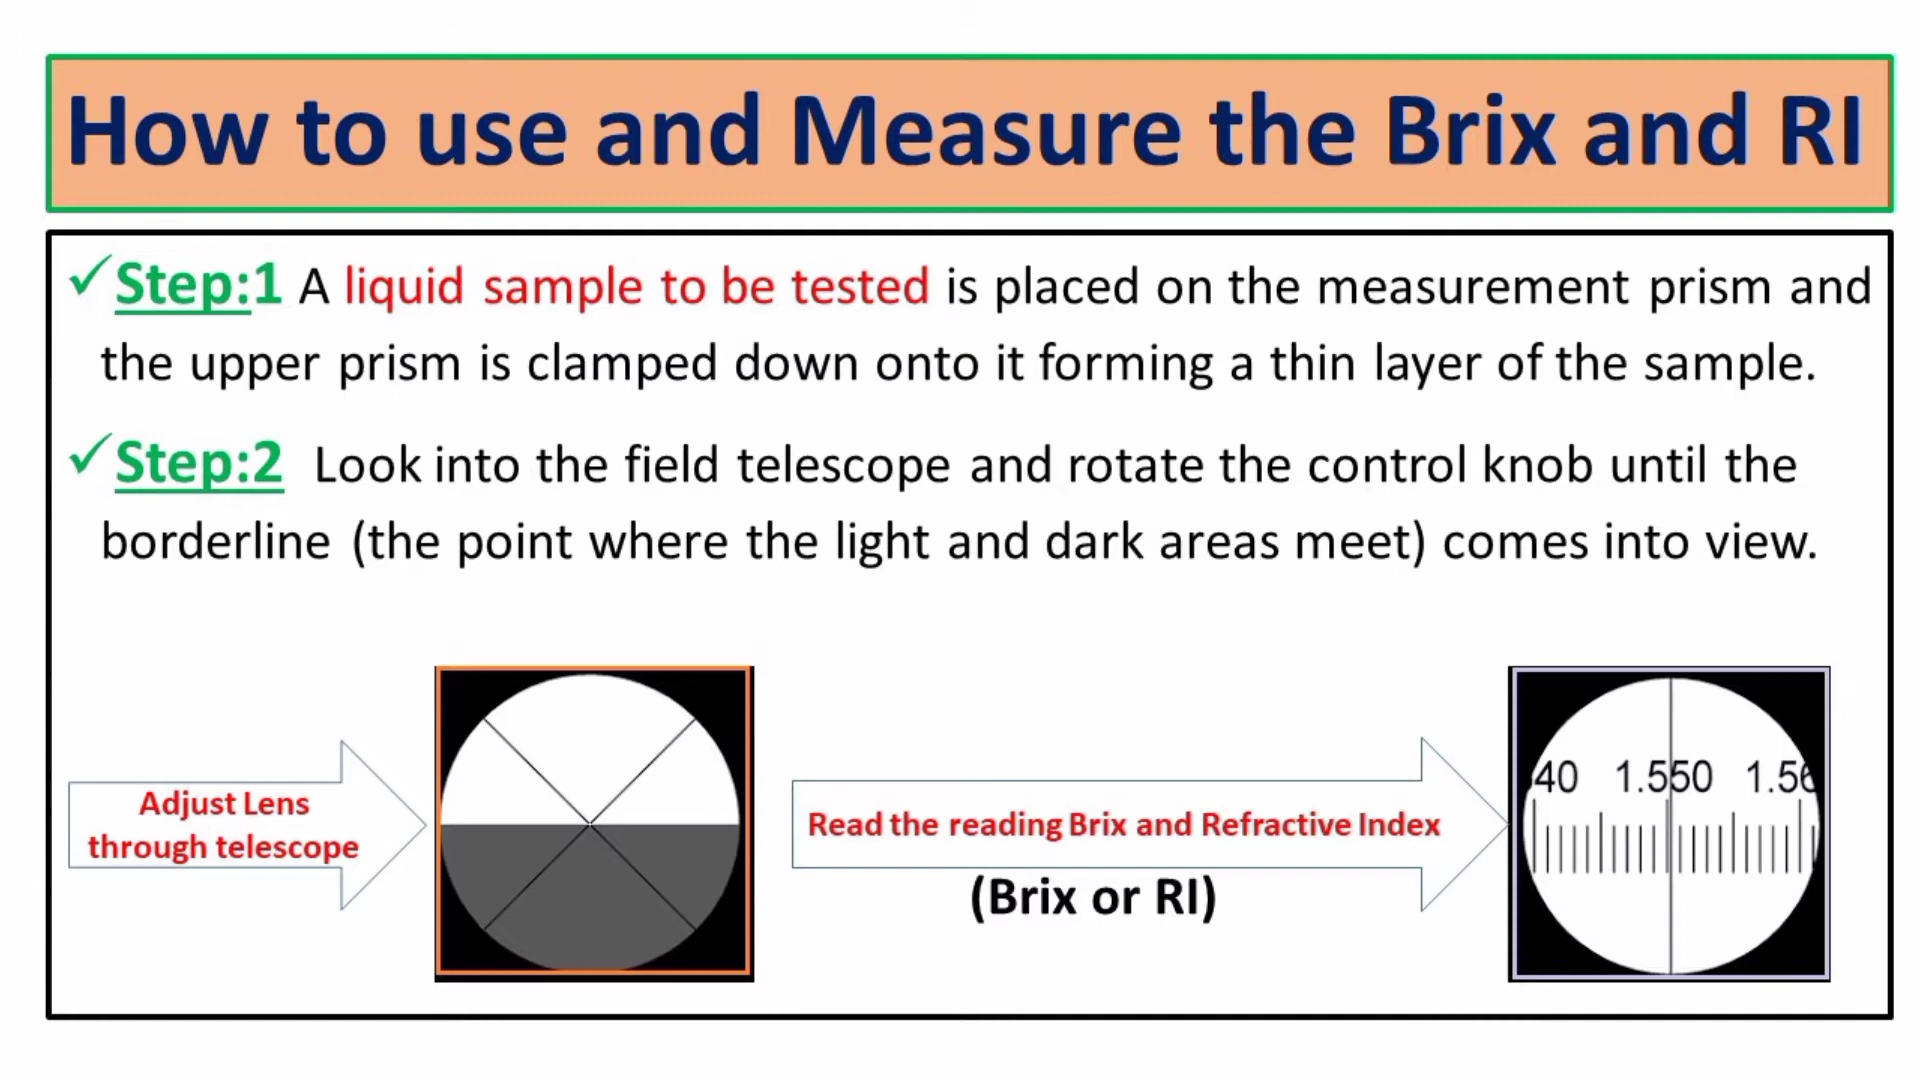 How to use and Measure the Brix and RI
✓Step:1 A liquid sample to be tested is placed on the measurement prism and
the upper prism is clamped down onto it forming a thin layer of the sample.
✓Step:2 Look into the field telescope and rotate the control knob until the
borderline (the point where the light and dark areas meet) comes into view.
Adjust Lens
through telescope
Read the reading Brix and Refractive Index
(Brix or RI)
40 1.550 1.56